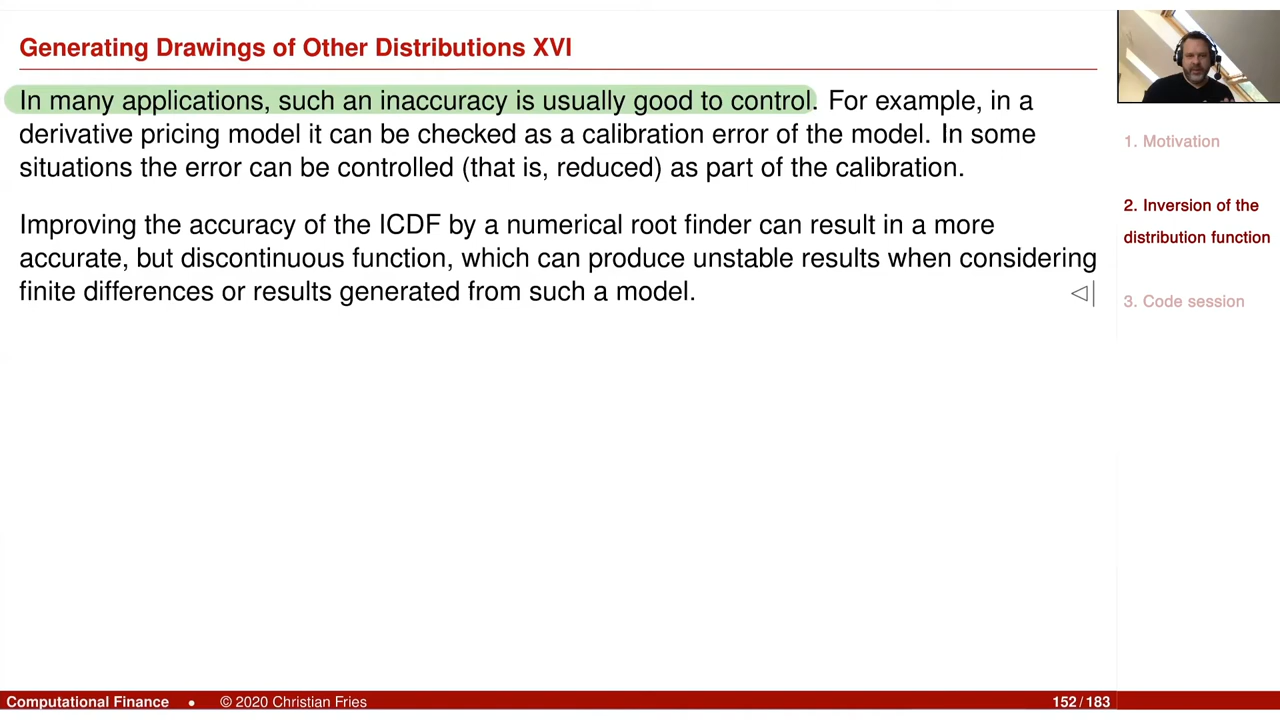 Generating Drawings of Other Distributions XVI
In many applications, such an inaccuracy is usually good to control. For example, in a
derivative pricing model it can be checked as a calibration error of the model. In some
situations the error can be controlled (that is, reduced) as part of the calibration.
Improving the accuracy of the ICDF by a numerical root finder can result in a more
accurate, but discontinuous function, which can produce unstable results when considering
finite differences or results generated from such a model.
1. Motivation
2. Inversion of the
distribution function
3. Code session
Computational Finance • © 2020 Christian Fries 152 / 183